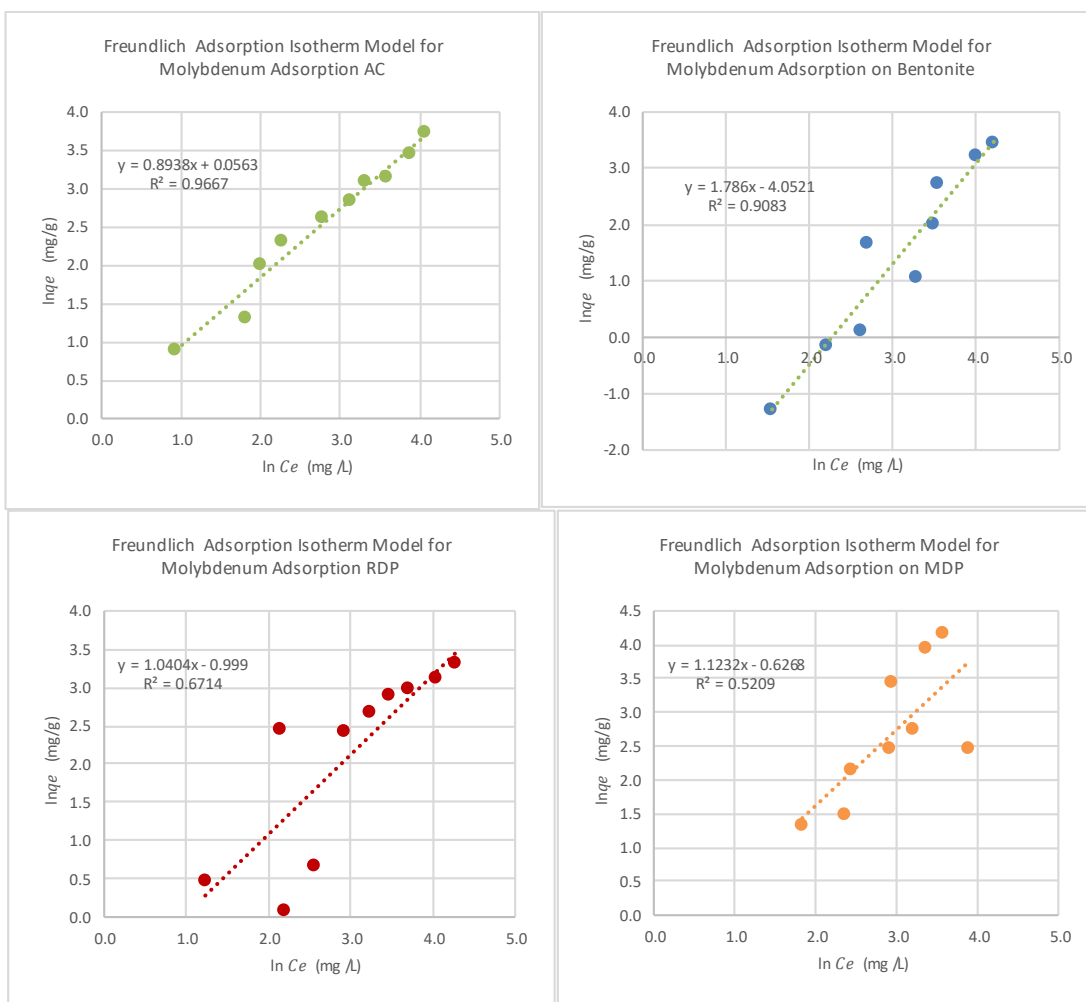 Freundlich Adsorption Isotherm Model for
Molybdenum Adsorption AC
4.0
3.5
3.0
2.5
2.0
1.5
1.0
0.5
0.0
y = 0.8938x + 0.0563
R² = 0.9667
lnqe (mg/g)
0.0 1.0 2.0 3.0 4.0 5.0
ln Ce (mg /L)
Freundlich Adsorption Isotherm Model for
Molybdenum Adsorption on Bentonite
4.0
3.0
2.0
1.0
0.0
-1.0
-2.0
y = 1.786x - 4.0521
R² = 0.9083
lnqe (mg/g)
0.0 1.0 2.0 3.0 4.0 5.0
ln Ce (mg /L)
Freundlich Adsorption Isotherm Model for
Molybdenum Adsorption RDP
4.0
3.5
3.0
2.5
2.0
1.5
1.0
0.5
0.0
y = 1.0404x - 0.999
R² = 0.6714
lnqe (mg/g)
0.0 1.0 2.0 3.0 4.0 5.0
ln Ce (mg /L)
Freundlich Adsorption Isotherm Model for
Molybdenum Adsorption on MDP
4.5
4.0
3.5
3.0
2.5
2.0
1.5
1.0
0.5
0.0
y = 1.1232x - 0.6268
R² = 0.5209
lnqe (mg/g)
0.0 1.0 2.0 3.0 4.0 5.0
ln Ce (mg /L)